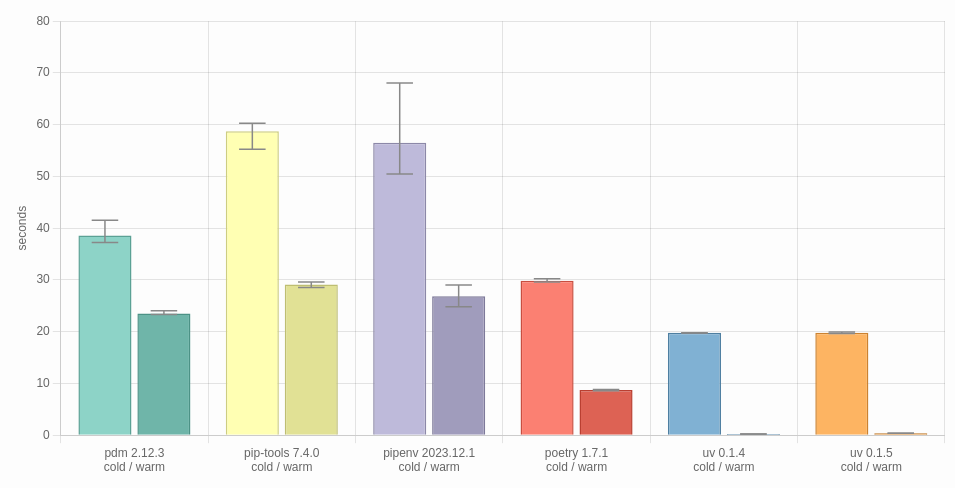 80
70
60
50
40
30
20
10
0
seconds
pdm 2.12.3
cold / warm
pip-tools 7.4.0
cold / warm
pipenv 2023.12.1
cold / warm
poetry 1.7.1
cold / warm
uv 0.1.4
cold / warm
uv 0.1.5
cold / warm